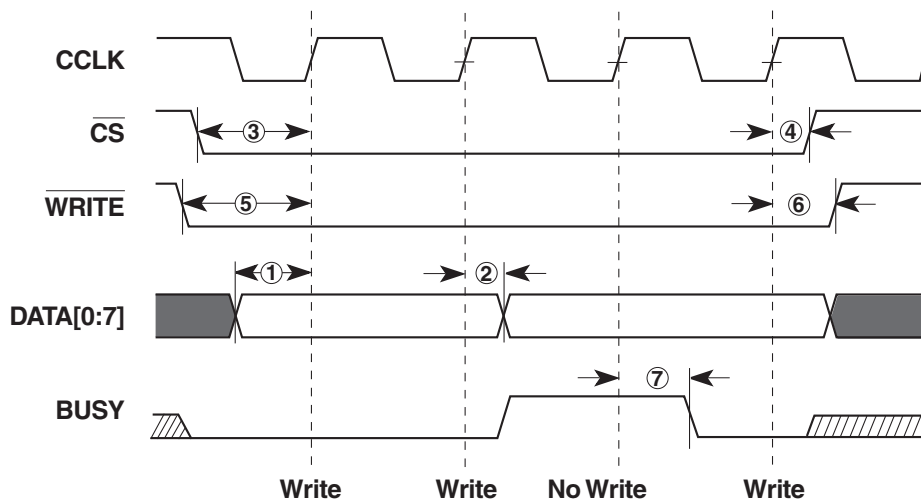 CCLK
CS
③ ④
WRITE
⑤ ⑥
① ②
DATA[0:7]
⑦
BUSY
Write Write No Write Write